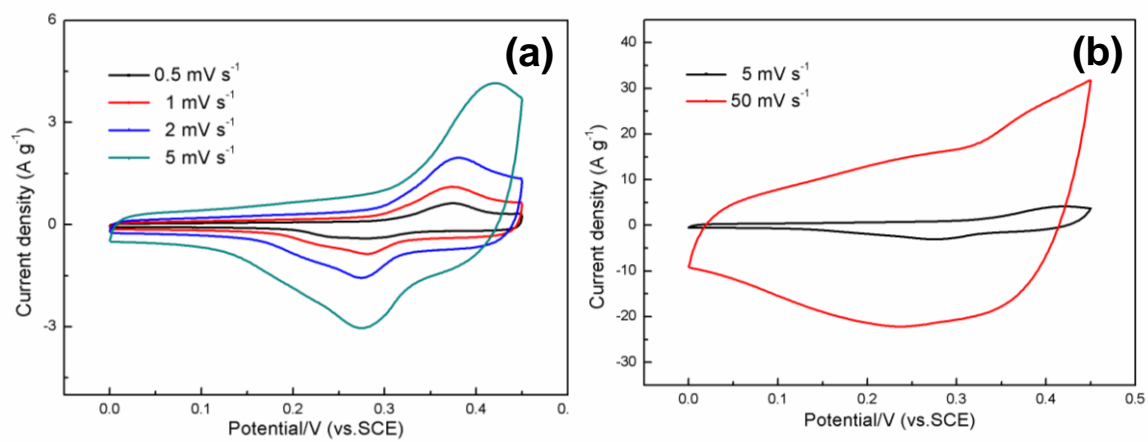 (a)
0.5 mV s⁻¹
1 mV s⁻¹
2 mV s⁻¹
5 mV s⁻¹
6
3
0
-3
Current density (A g⁻¹)
0.0 0.1 0.2 0.3 0.4 0.
Potential/V (vs.SCE)
(b)
5 mV s⁻¹
50 mV s⁻¹
40
30
20
10
0
-10
-20
-30
Current density (A g⁻¹)
0.0 0.1 0.2 0.3 0.4 0.5
Potential/V (vs.SCE)